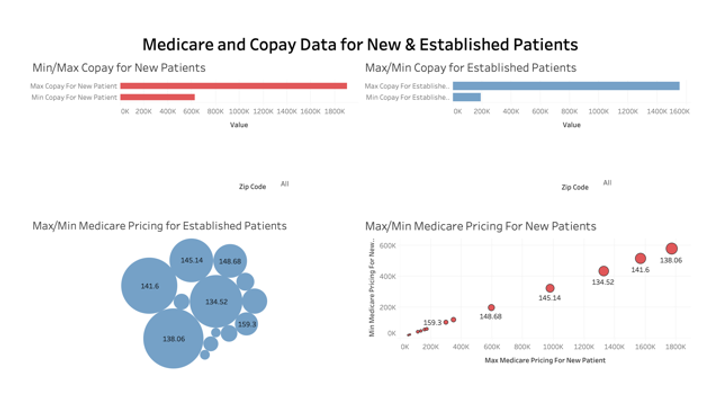 Medicare and Copay Data for New & Established Patients
Min/Max Copay for New Patients
Max Copay For New Patient
Min Copay For New Patient
0K 200K 400K 600K 800K 1000K 1200K 1400K 1600K 1800K
Value
Zip Code All
Max/Min Copay for Established Patients
Max Copay For Establishe..
Min Copay For Establishe..
0K 200K 400K 600K 800K 1000K 1200K 1400K 1600K
Value
Zip Code All
Max/Min Medicare Pricing for Established Patients
145.14
148.68
141.6
134.52
159.3
138.06
Max/Min Medicare Pricing For New Patients
Min Medicare Pricing For New..
600K
400K
200K
0K
138.06
141.6
134.52
145.14
148.68
159.3
0K 200K 400K 600K 800K 1000K 1200K 1400K 1600K 1800K
Max Medicare Pricing For New Patient